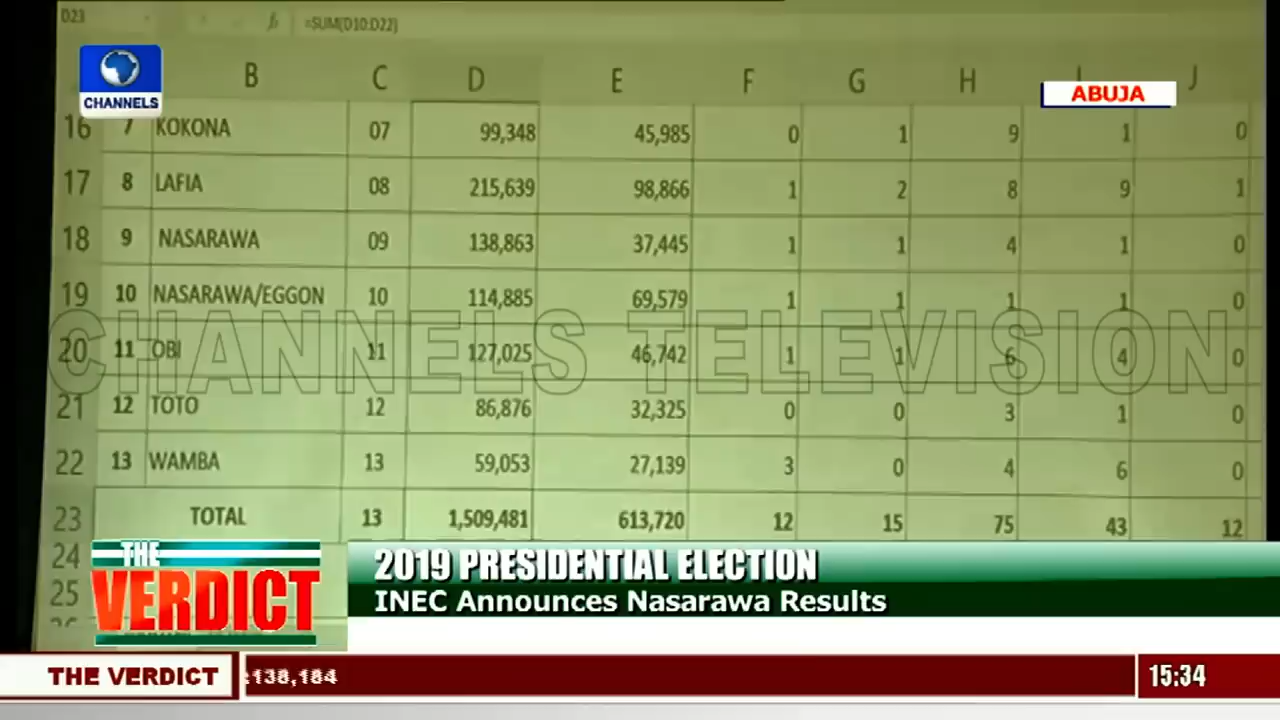 D23 fx =SUM(D10:D22)
B C D E F G H J
CHANNELS
ABUJA
16 7 KOKONA 07 99,348 45,985 0 1 9 1 0
17 8 LAFIA 08 215,639 98,866 1 2 8 9 1
18 9 NASARAWA 09 138,863 37,445 1 1 4 1 0
19 10 NASARAWA/EGGON 10 114,885 69,579 1 1 1 1 0
CHANNELS TELEVISION
20 11 OBI 11 127,025 46,742 1 1 6 4 0
21 12 TOTO 12 86,876 32,325 0 0 3 1 0
22 13 WAMBA 13 59,053 27,139 3 0 4 6 0
23 TOTAL 13 1,509,481 613,720 12 15 75 43 12
24
25
THE
VERDICT
2019 PRESIDENTIAL ELECTION
INEC Announces Nasarawa Results
THE VERDICT
138,184
15:34